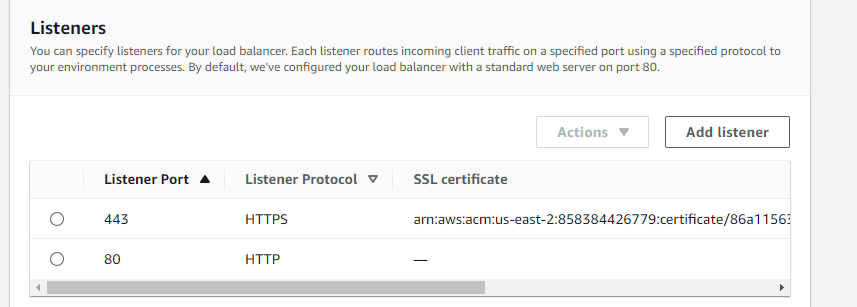 Listeners
You can specify listeners for your load balancer. Each listener routes incoming client traffic on a specified port using a specified protocol to
your environment processes. By default, we've configured your load balancer with a standard web server on port 80.
Actions
Add listener
Listener Port Listener Protocol SSL certificate
443 HTTPS arn:aws:acm:us-east-2:858384426779:certificate/86a11563
80 HTTP —